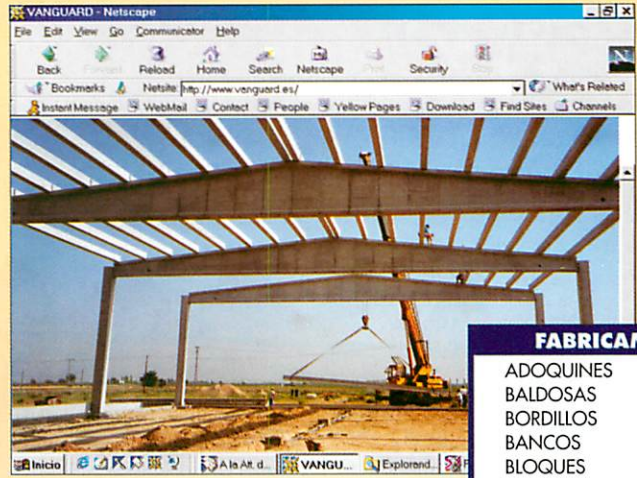 VANGUARD - Netscape
File Edit View Go Communicator Help
Back Forward Reload Home Search Netscape Print Security Stop
Bookmarks Netsite: http://www.vanguard.es/ What's Related
Instant Message WebMail Contact People Yellow Pages Download Find Sites Channels
Inicio A la Att. d... VANGU... Explorand...
FABRICAM
ADOQUINES
BALDOSAS
BORDILLOS
BANCOS
BLOQUES